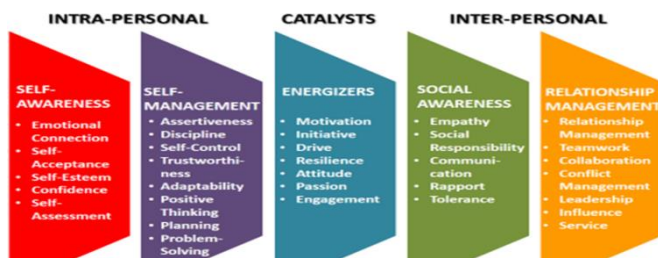 INTRA-PERSONAL
CATALYSTS
INTER-PERSONAL
SELF-
AWARENESS
• Emotional
Connection
• Self-
Acceptance
• Self-Esteem
• Confidence
• Self-
Assessment
SELF-
MANAGEMENT
• Assertiveness
• Discipline
• Self-Control
• Trustworthi-
ness
• Adaptability
• Positive
Thinking
• Planning
• Problem-
Solving
ENERGIZERS
• Motivation
• Initiative
• Drive
• Resilience
• Attitude
• Passion
• Engagement
SOCIAL
AWARENESS
• Empathy
• Social
Responsibility
• Communi-
cation
• Rapport
• Tolerance
RELATIONSHIP
MANAGEMENT
• Relationship
Management
• Teamwork
• Collaboration
• Conflict
Management
• Leadership
• Influence
• Service